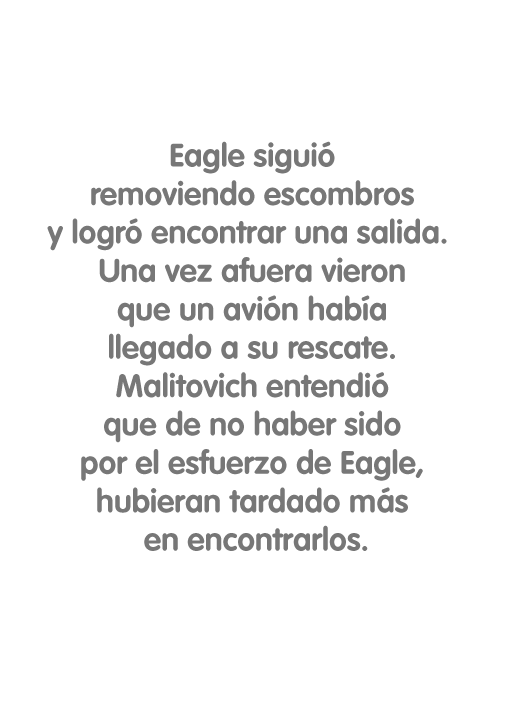 Eagle siguió
removiendo escombros
y logró encontrar una salida.
Una vez afuera vieron
que un avión había
llegado a su rescate.
Malitovich entendió
que de no haber sido
por el esfuerzo de Eagle,
hubieran tardado más
en encontrarlos.